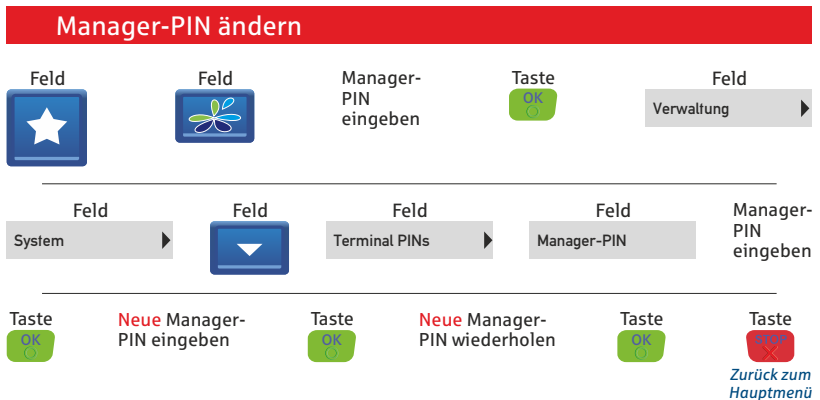 Manager-PIN ändern
Feld
Feld
Manager-
PIN
eingeben
Taste
OK
Feld
Verwaltung
Feld
System
Feld
Feld
Terminal PINs
Feld
Manager-PIN
Manager-
PIN
eingeben
Taste
OK
Neue Manager-
PIN eingeben
Taste
OK
Neue Manager-
PIN wiederholen
Taste
OK
Taste
STOP
Zurück zum
Hauptmenü